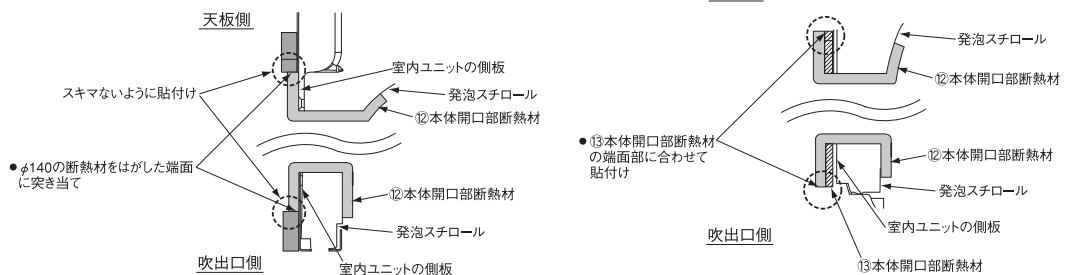 天板側
室内ユニットの側板
発泡スチロール
⑫本体開口部断熱材
スキマないように貼付け
● φ140の断熱材をはがした端面
に突き当て
⑫本体開口部断熱材
発泡スチロール
吹出口側
室内ユニットの側板
発泡スチロール
⑫本体開口部断熱材
● ⑬本体開口部断熱材
の端面部に合わせて
貼付け
⑫本体開口部断熱材
発泡スチロール
室内ユニットの側板
吹出口側
⑬本体開口部断熱材